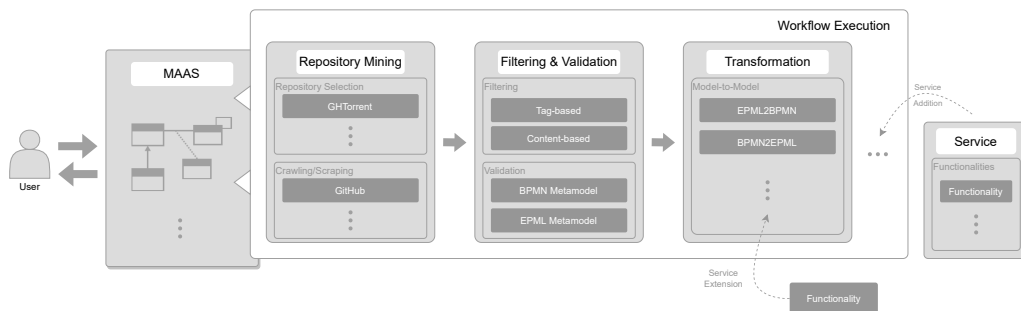 Workflow Execution
User
MAAS
Repository Mining
Repository Selection
GHTorrent
Crawling/Scraping
GitHub
Filtering & Validation
Filtering
Tag-based
Content-based
Validation
BPMN Metamodel
EPML Metamodel
Transformation
Model-to-Model
EPML2BPMN
BPMN2EPML
Service
Extension
Functionality
Service
Addition
Service
Functionalities
Functionality